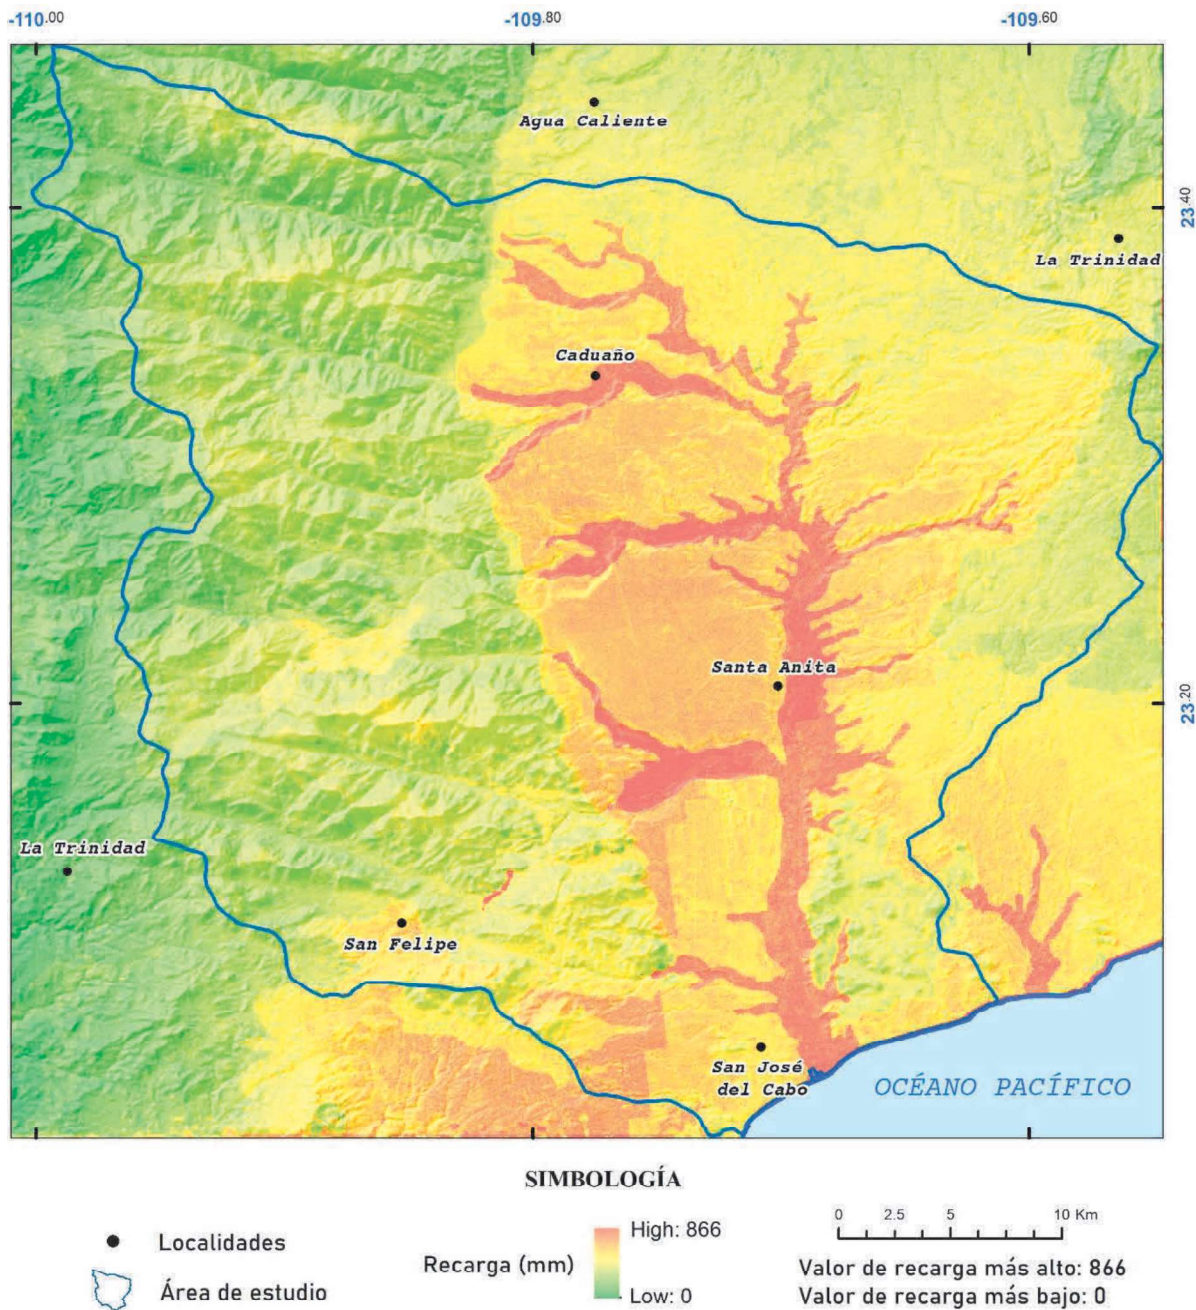 -110.00
-109.80
-109.60
Agua Caliente
23.40
La Trinidad
Caduaño
Santa Anita
23.20
La Trinidad
San Felipe
San José
del Cabo
OCÉANO PACÍFICO
SIMBOLOGÍA
Localidades
Área de estudio
Recarga (mm)
High: 866
Low: 0
0 2.5 5 10 Km
Valor de recarga más alto: 866
Valor de recarga más bajo: 0